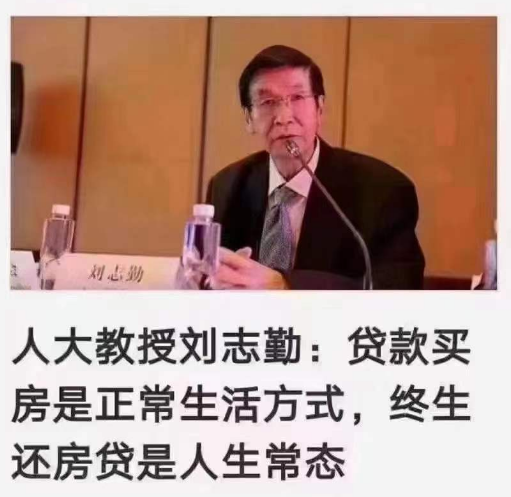 刘志勤
人大教授刘志勤：贷款买
房是正常生活方式，终生
还房贷是人生常态